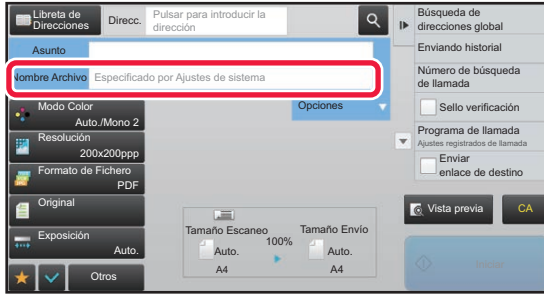 Libreta de
Direcciones
Direcc.
Pulsar para introducir la
dirección
Asunto
Nombre Archivo
Especificado por Ajustes de sistema
Modo Color
Auto./Mono 2
Resolución
200x200ppp
Formato de Fichero
PDF
Original
Exposición
Auto.
Otros
Opciones
Tamaño Escaneo
100%
Tamaño Envío
Auto.
A4
Auto.
A4
Búsqueda de
direcciones global
Enviando historial
Número de búsqueda
de llamada
Sello verificación
Programa de llamada
Ajustes registrados de llamada
Enviar
enlace de destino
Vista previa
CA